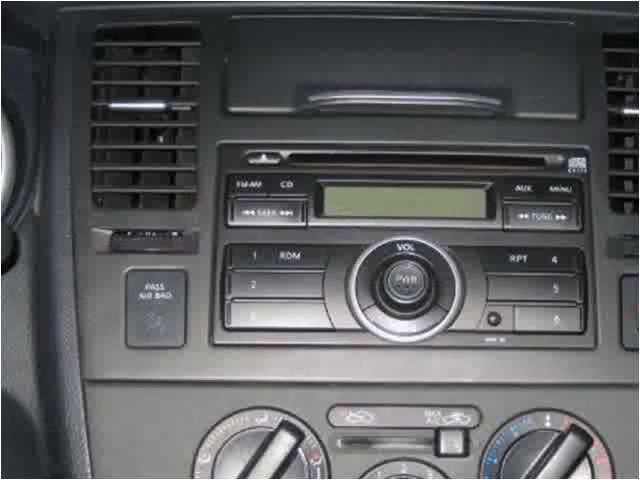 FM·AM CD
AUX MENU
SEEK
TUNE
VOL
1 RDM
RPT 4
PWR
2
5
3
6
PASS
AIR BAG
MAX
A/C